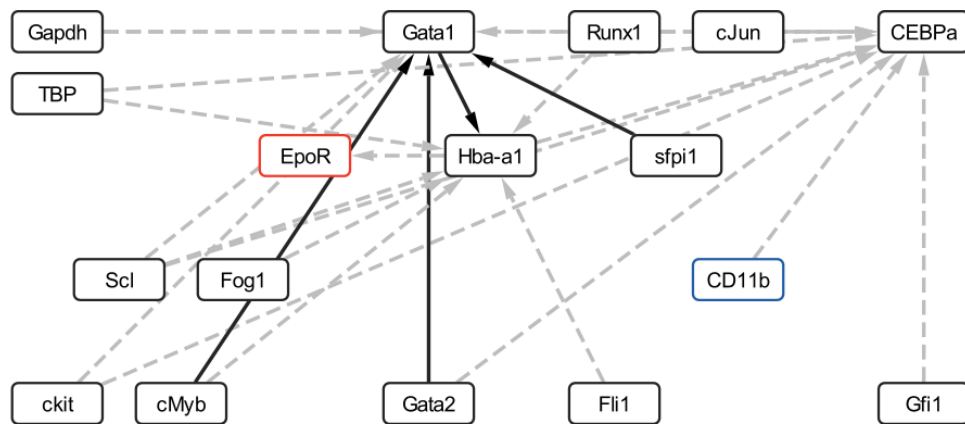 Gapdh Gata1 Runx1 cJun CEBPa
TBP
EpoR Hba-a1 sfpi1
Scl Fog1 CD11b
ckit cMyb Gata2 Fli1 Gfi1